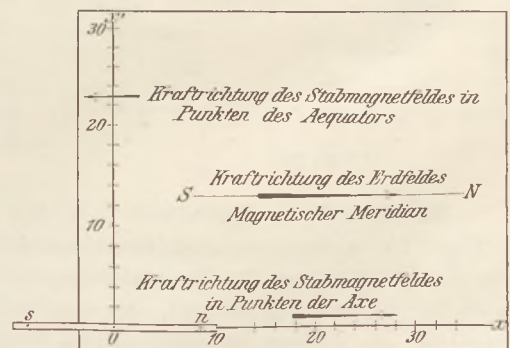 30
Kraftrichtung des Stabmagnetfeldes in
Punkten des Aequators
20
Kraftrichtung des Erdfeldes
S N
Magnetischer Meridian
10
Kraftrichtung des Stabmagnetfeldes
in Punkten der Axe
s n x
0 10 20 30